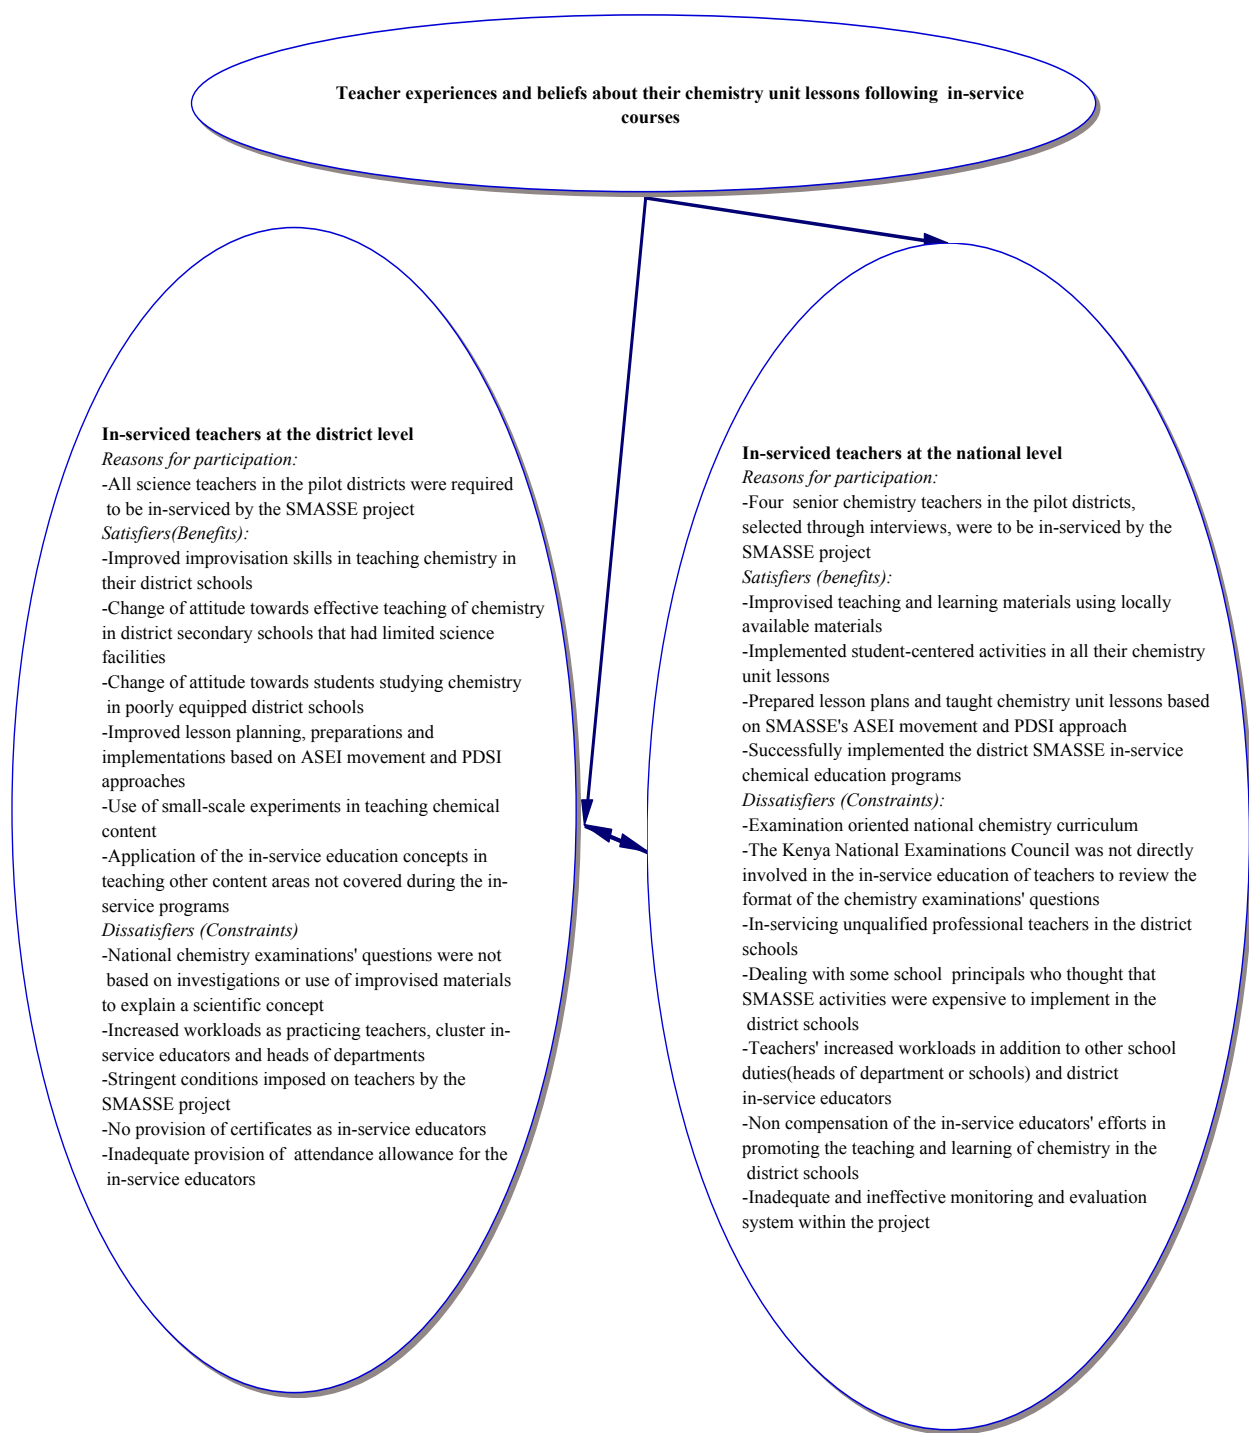 Teacher experiences and beliefs about their chemistry unit lessons following in-service
courses
In-serviced teachers at the district level
Reasons for participation:
-All science teachers in the pilot districts were required
to be in-serviced by the SMASSE project
Satisfiers(Benefits):
-Improved improvisation skills in teaching chemistry in
their district schools
-Change of attitude towards effective teaching of chemistry
in district secondary schools that had limited science
facilities
-Change of attitude towards students studying chemistry
in poorly equipped district schools
-Improved lesson planning, preparations and
implementations based on ASEI movement and PDSI
approaches
-Use of small-scale experiments in teaching chemical
content
-Application of the in-service education concepts in
teaching other content areas not covered during the in-
service programs
Dissatisfiers (Constraints)
-National chemistry examinations' questions were not
based on investigations or use of improvised materials
to explain a scientific concept
-Increased workloads as practicing teachers, cluster in-
service educators and heads of departments
-Stringent conditions imposed on teachers by the
SMASSE project
-No provision of certificates as in-service educators
-Inadequate provision of attendance allowance for the
in-service educators
In-serviced teachers at the national level
Reasons for participation:
-Four senior chemistry teachers in the pilot districts,
selected through interviews, were to be in-serviced by the
SMASSE project
Satisfiers (benefits):
-Improvised teaching and learning materials using locally
available materials
-Implemented student-centered activities in all their chemistry
unit lessons
-Prepared lesson plans and taught chemistry unit lessons based
on SMASSE's ASEI movement and PDSI approach
-Successfully implemented the district SMASSE in-service
chemical education programs
Dissatisfiers (Constraints):
-Examination oriented national chemistry curriculum
-The Kenya National Examinations Council was not directly
involved in the in-service education of teachers to review the
format of the chemistry examinations' questions
-In-servicing unqualified professional teachers in the district
schools
-Dealing with some school principals who thought that
SMASSE activities were expensive to implement in the
district schools
-Teachers' increased workloads in addition to other school
duties(heads of department or schools) and district
in-service educators
-Non compensation of the in-service educators' efforts in
promoting the teaching and learning of chemistry in the
district schools
-Inadequate and ineffective monitoring and evaluation
system within the project